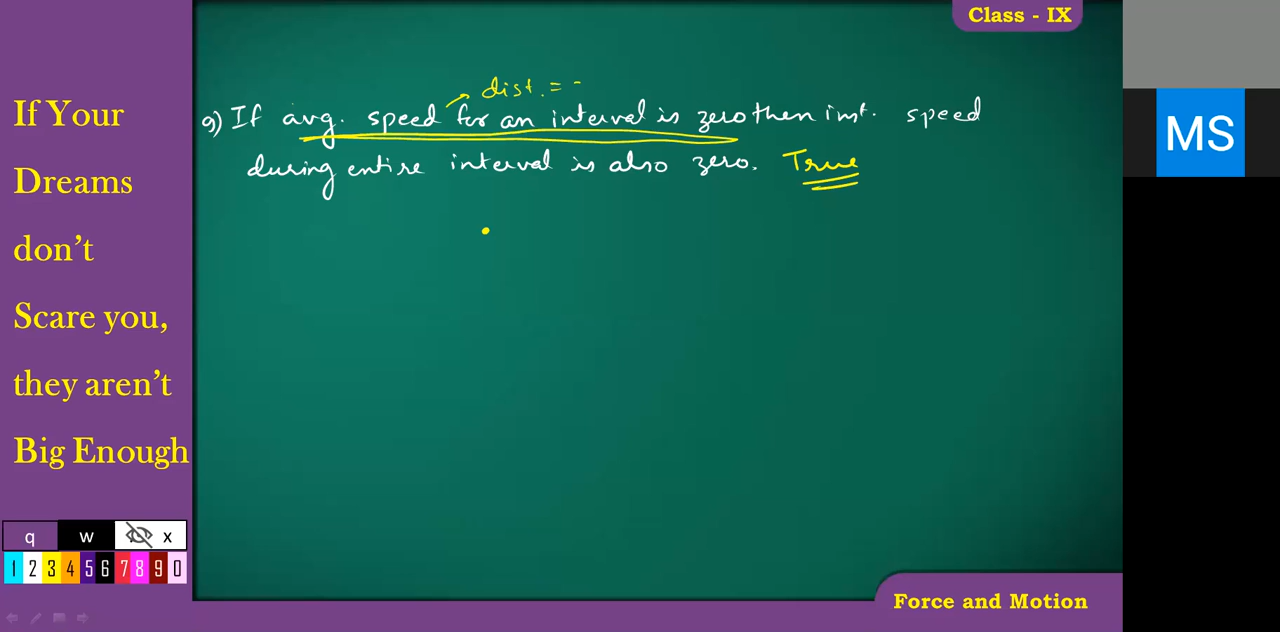 Class - IX
If Your
Dreams
don't
Scare you,
they aren't
Big Enough
dist. = -
9) If avg. speed for an interval is zero then inst. speed
during entire interval is also zero. True
MS
q w x
1 2 3 4 5 6 7 8 9 0
Force and Motion